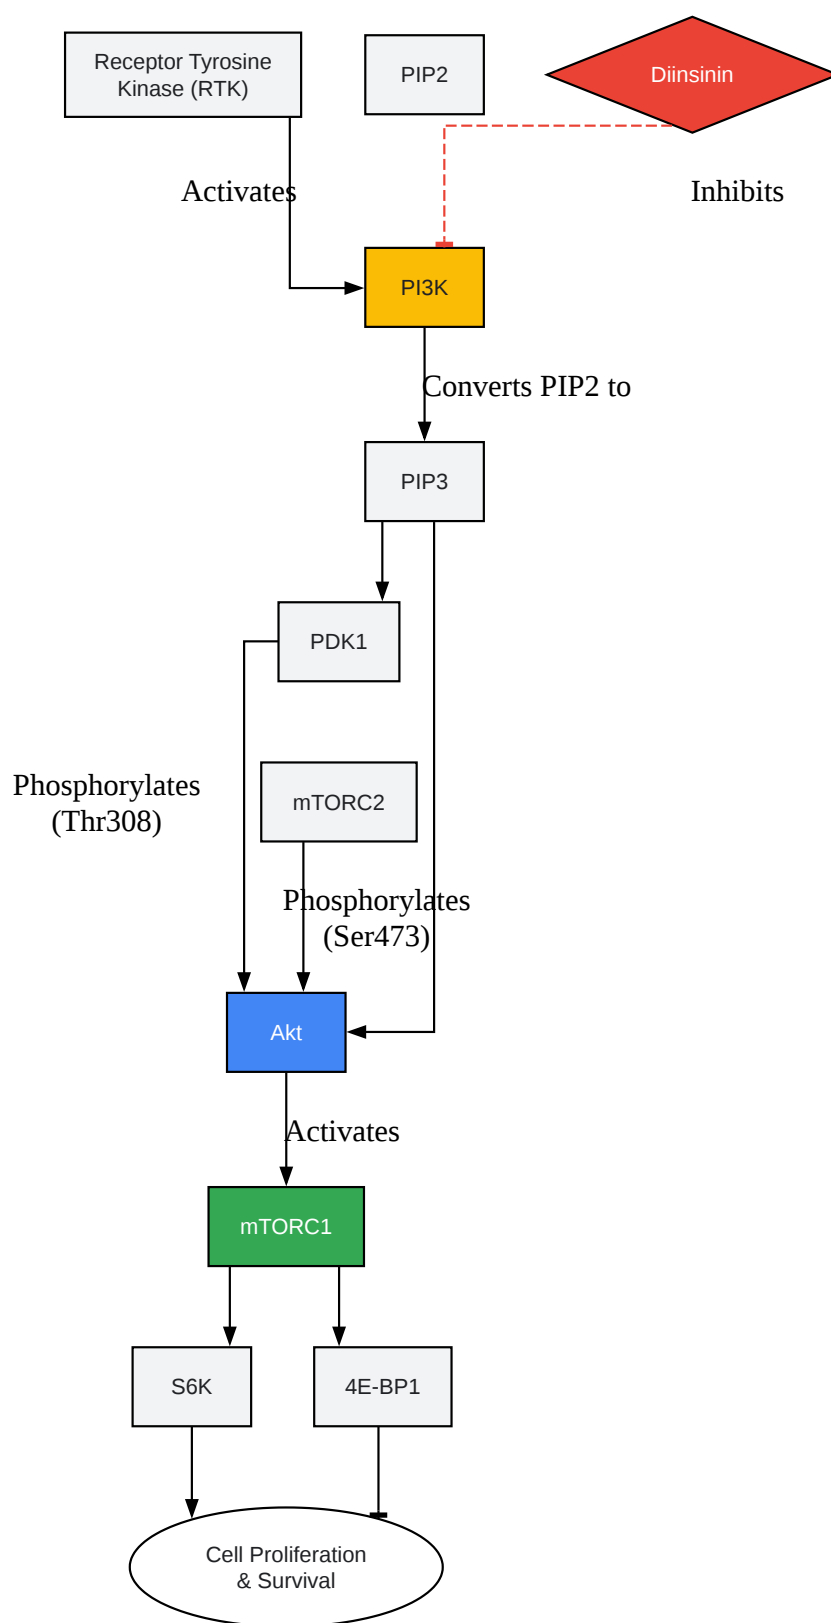 Receptor Tyrosine
Kinase (RTK)
PIP2
Diinsinin
Activates
Inhibits
PI3K
Converts PIP2 to
PIP3
PDK1
Phosphorylates
(Thr308)
mTORC2
Phosphorylates
(Ser473)
Akt
Activates
mTORC1
S6K
4E-BP1
Cell Proliferation
& Survival